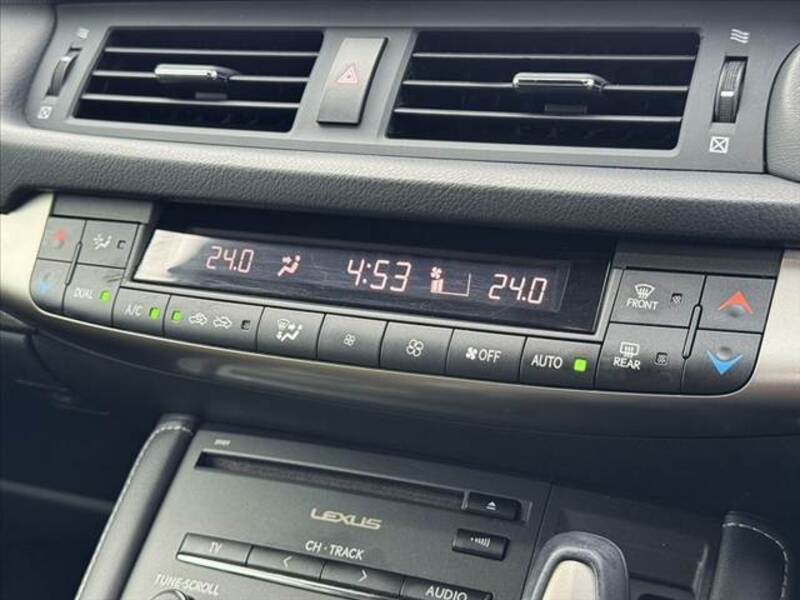 24.0 4:53 24.0
DUAL
A/C
OFF
AUTO
FRONT
REAR
LEXUS
TV
CH·TRACK
TUNE·SCROLL
AUDIO